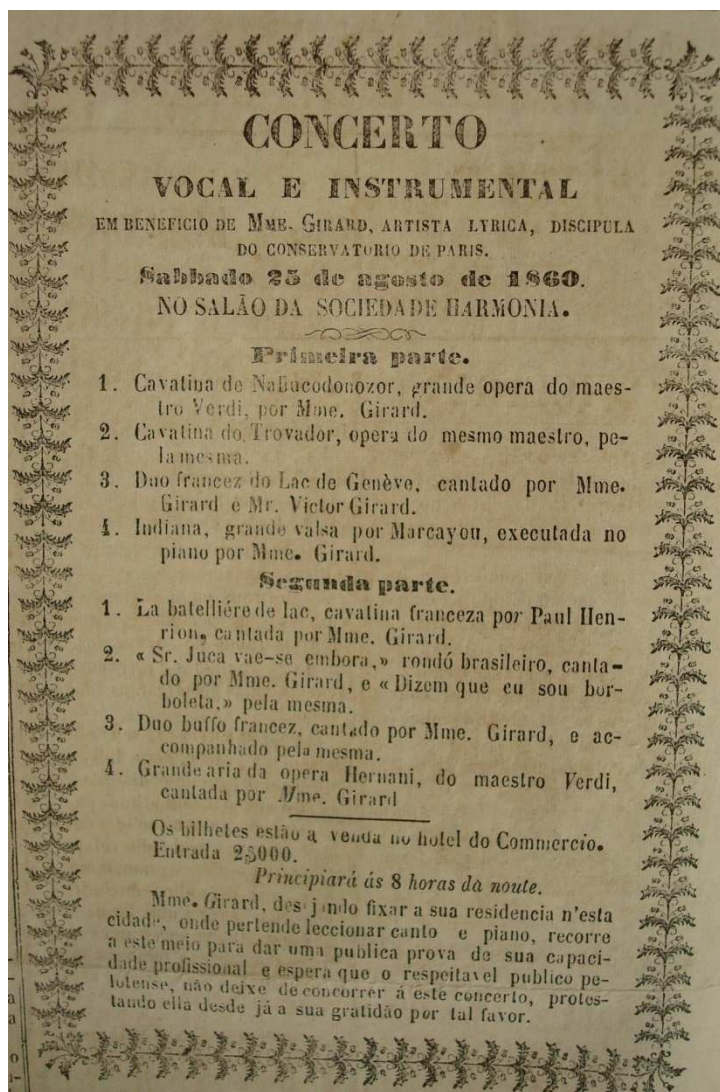 CONCERTO
VOCAL E INSTRUMENTAL
EM BENEFICIO DE MME. GIRARD, ARTISTA LYRICA, DISCIPULA
DO CONSERVATORIO DE PARIS.
Sabbado 25 de agosto de 1860.
NO SALÃO DA SOCIEDADE HARMONIA.
Primeira parte.
1. Cavatina de Nabucodonozor, grande opera do maes-
tro Verdi, por Mme. Girard.
2. Cavatina do Trovador, opera do mesmo maestro, pe-
la mesma.
3. Duo francez do Lac de Genève, cantado por Mme.
Girard e Mr. Victor Girard.
4. Indiana, grande valsa por Marcayou, executada no
piano por Mme. Girard.
Segunda parte.
1. La batelliére de lac, cavatina franceza por Paul Hen-
rion, cantada por Mme. Girard.
2. « Sr. Juca vae-se embora,» rondó brasileiro, canta-
do por Mme. Girard, e « Dizem que eu sou bor-
boleta,» pela mesma.
3. Duo buffo francez, cantado por Mme. Girard, e ac-
companhado pela mesma.
4. Grande aria da opera Hernani, do maestro Verdi,
cantada por Mme. Girard
Os bilhetes estão a venda no hotel do Commercio.
Entrada 2$000.
Principiará ás 8 horas da noute.
Mme. Girard, desejando fixar a sua residencia n'esta
cidade, onde pertende leccionar canto e piano, recorre
a este meio para dar uma publica prova de sua capaci-
dade profissional e espera que o respeitavel publico pe-
lotense, não deixe de concorrer á este concerto, protes-
tando ella desde já a sua gratidão por tal favor.